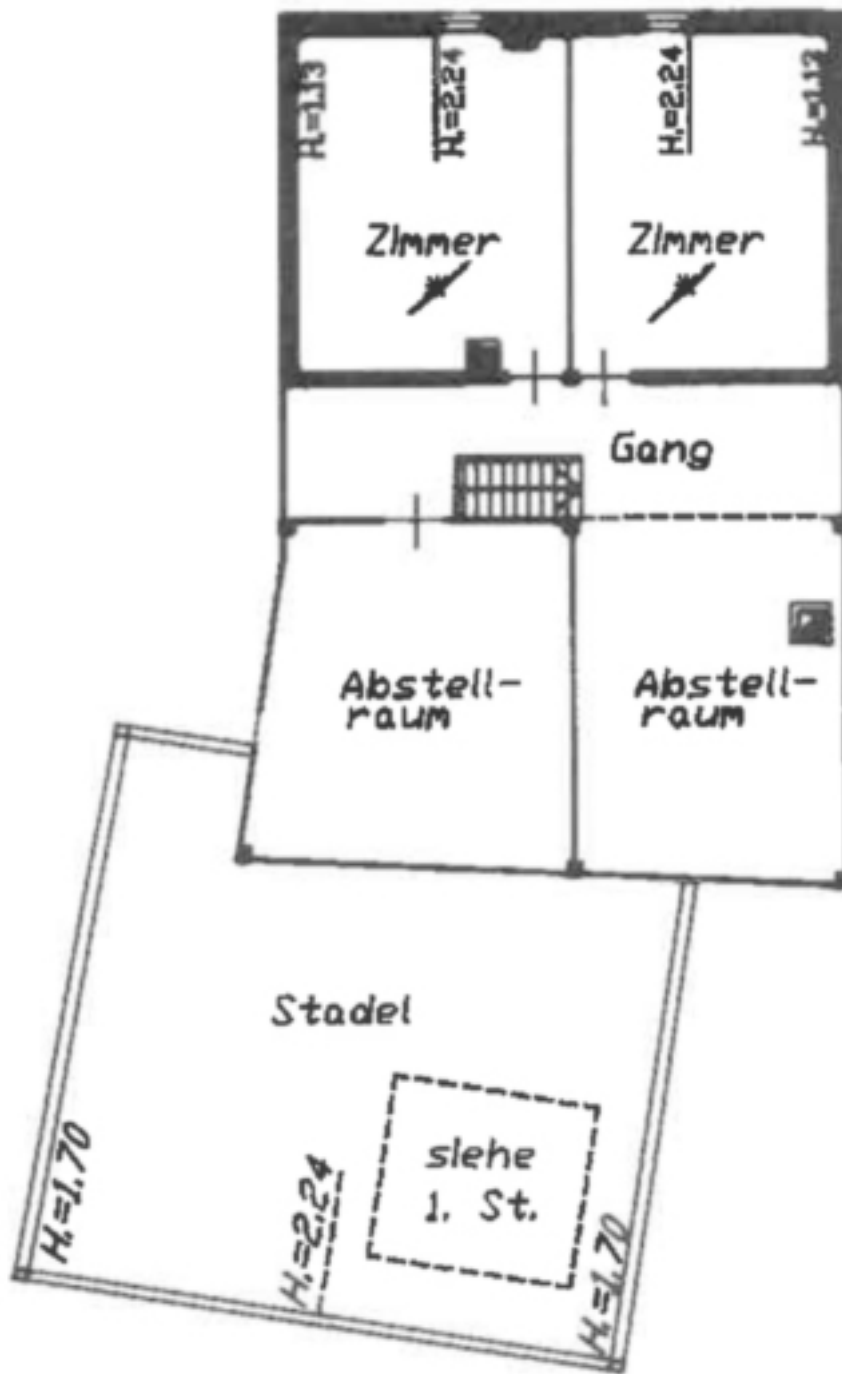 H.=1.13
H.=2.24
H.=2.24
H.=1.13
Zimmer
Zimmer
Gang
Abstell-
raum
Abstell-
raum
Stadel
siehe
1. St.
H.=1.70
H.=2.24
H.=1.70